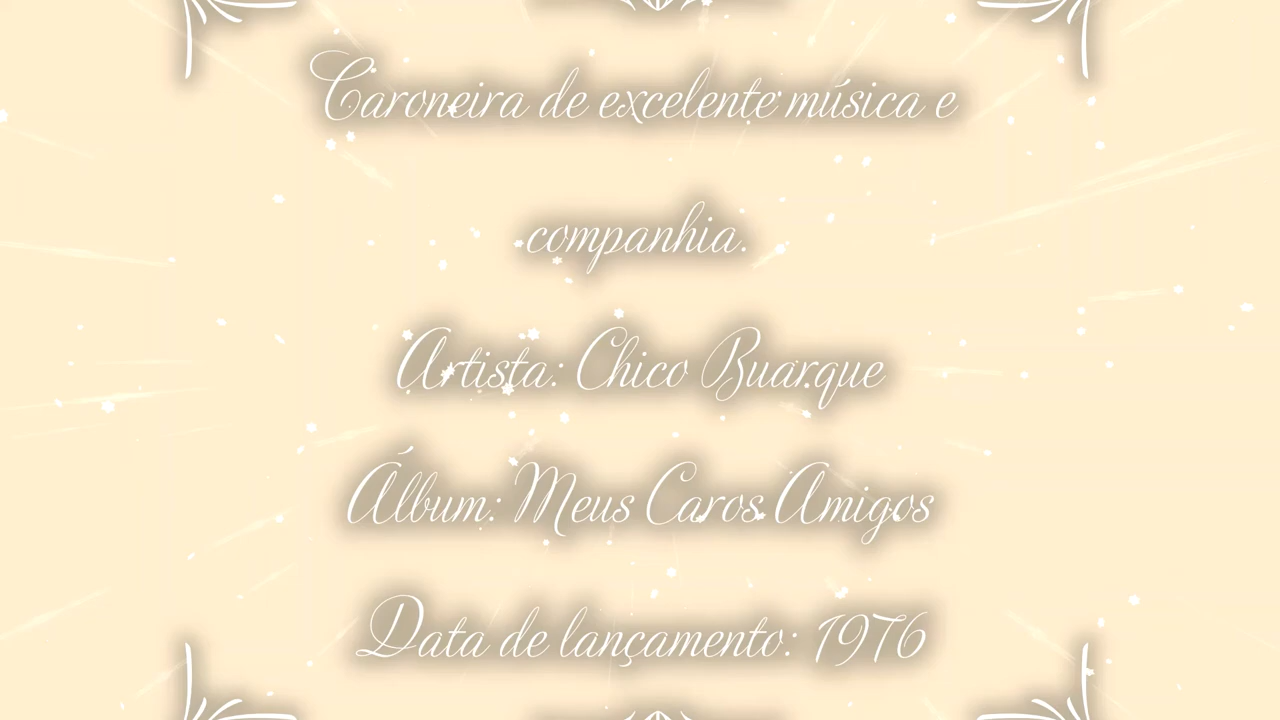 Caroneira de excelente música e
companhia.
Artista: Chico Buarque
Álbum: Meus Caros Amigos
Data de lançamento: 1976